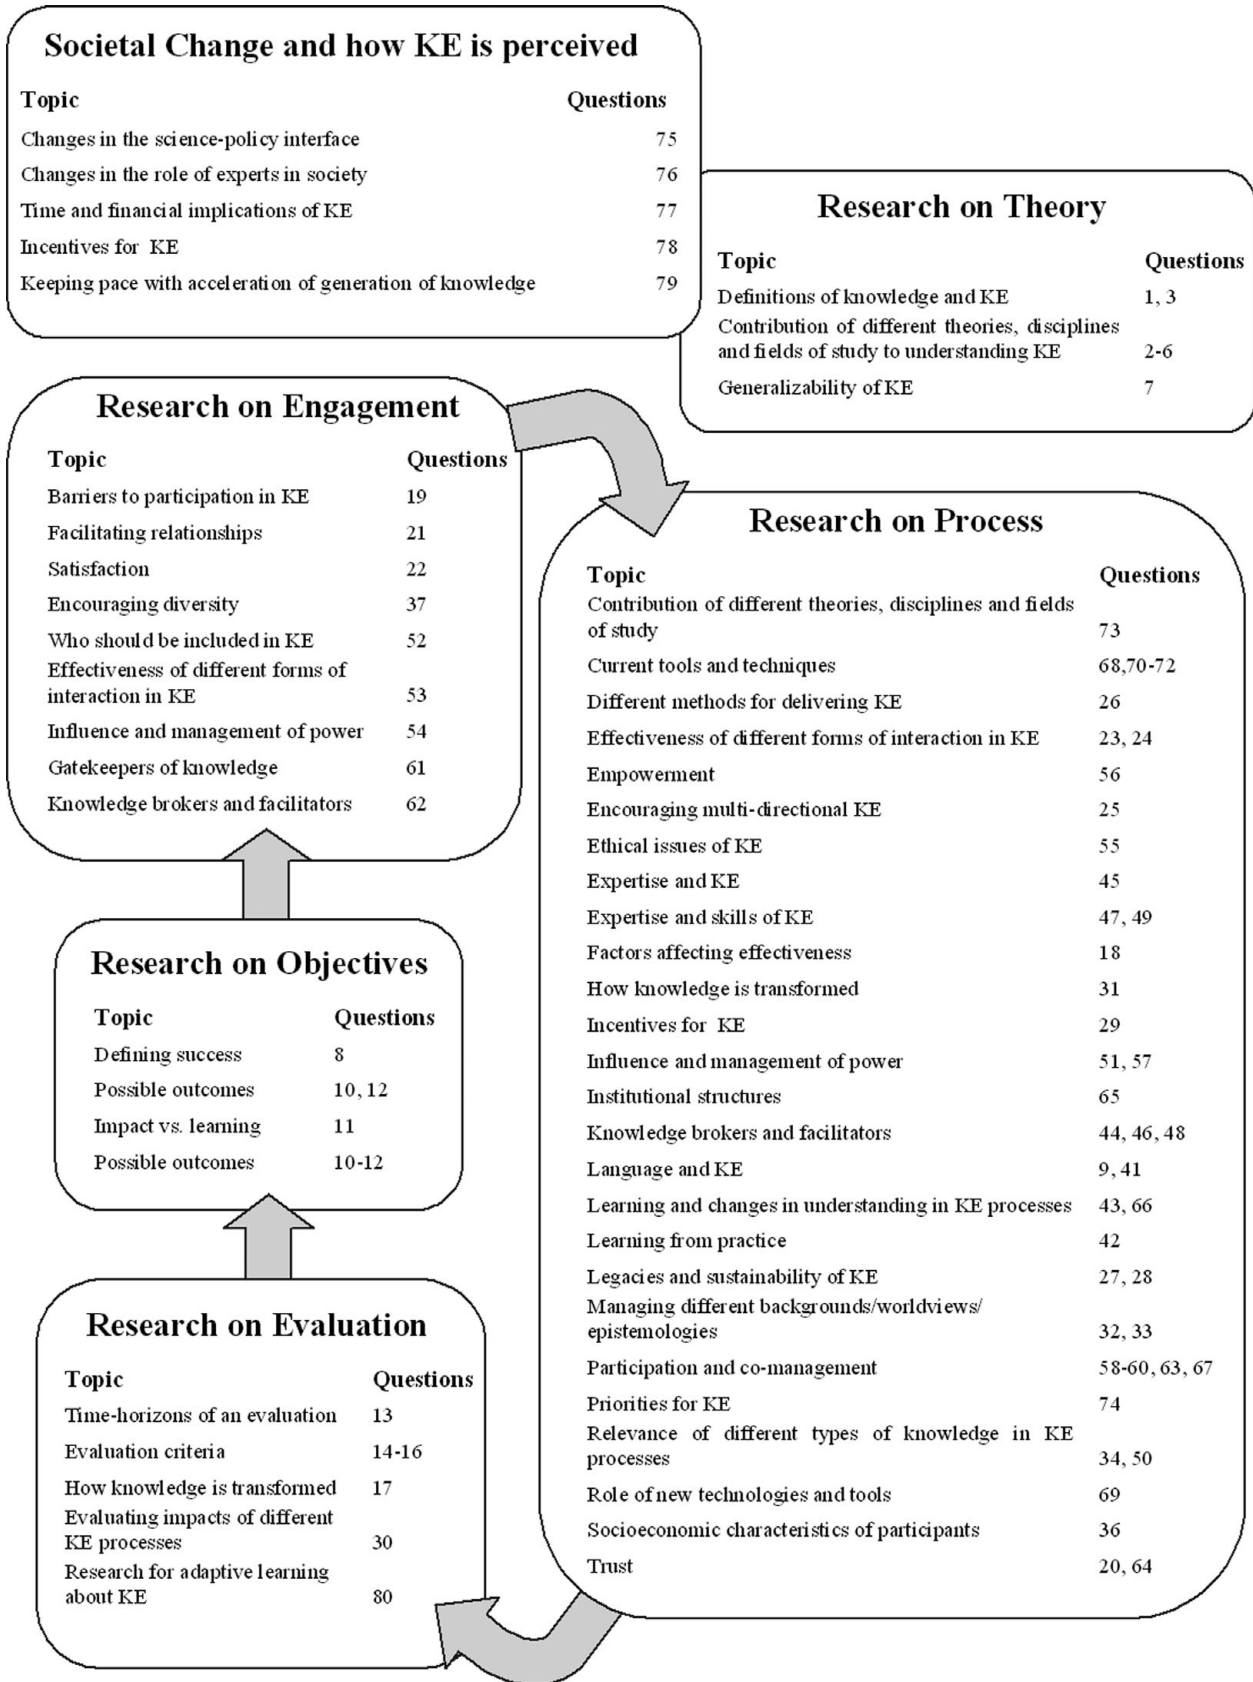 Societal Change and how KE is perceived
Topic Questions
Changes in the science-policy interface 75
Changes in the role of experts in society 76
Time and financial implications of KE 77
Incentives for KE 78
Keeping pace with acceleration of generation of knowledge 79
Research on Theory
Topic Questions
Definitions of knowledge and KE 1, 3
Contribution of different theories, disciplines
and fields of study to understanding KE 2-6
Generalizability of KE 7
Research on Engagement
Topic Questions
Barriers to participation in KE 19
Facilitating relationships 21
Satisfaction 22
Encouraging diversity 37
Who should be included in KE 52
Effectiveness of different forms of
interaction in KE 53
Influence and management of power 54
Gatekeepers of knowledge 61
Knowledge brokers and facilitators 62
Research on Process
Topic Questions
Contribution of different theories, disciplines and fields
of study 73
Current tools and techniques 68,70-72
Different methods for delivering KE 26
Effectiveness of different forms of interaction in KE 23, 24
Empowerment 56
Encouraging multi-directional KE 25
Ethical issues of KE 55
Expertise and KE 45
Expertise and skills of KE 47, 49
Factors affecting effectiveness 18
How knowledge is transformed 31
Incentives for KE 29
Influence and management of power 51, 57
Institutional structures 65
Knowledge brokers and facilitators 44, 46, 48
Language and KE 9, 41
Learning and changes in understanding in KE processes 43, 66
Learning from practice 42
Legacies and sustainability of KE 27, 28
Managing different backgrounds/worldviews/
epistemologies 32, 33
Participation and co-management 58-60, 63, 67
Priorities for KE 74
Relevance of different types of knowledge in KE
processes 34, 50
Role of new technologies and tools 69
Socioeconomic characteristics of participants 36
Trust 20, 64
Research on Objectives
Topic Questions
Defining success 8
Possible outcomes 10, 12
Impact vs. learning 11
Possible outcomes 10-12
Research on Evaluation
Topic Questions
Time-horizons of an evaluation 13
Evaluation criteria 14-16
How knowledge is transformed 17
Evaluating impacts of different
KE processes 30
Research for adaptive learning
about KE 80